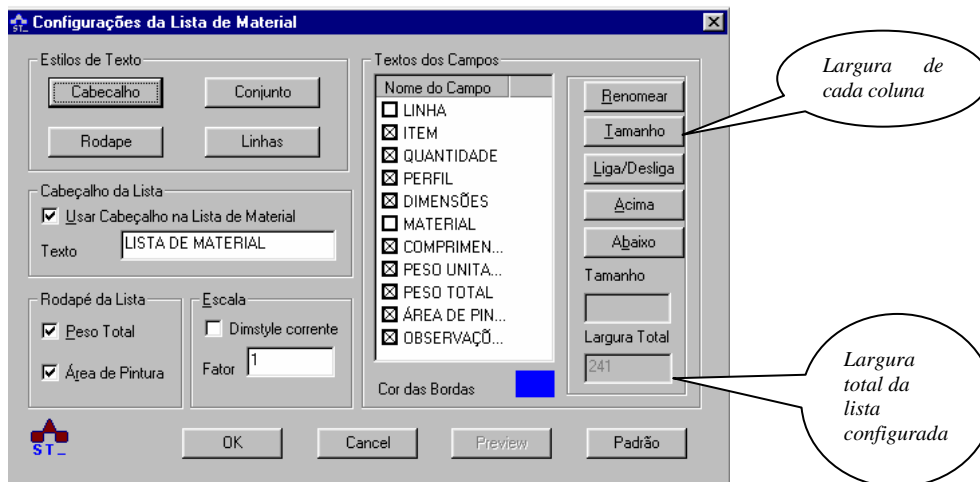 ST_ Configurações da Lista de Material
Estilos de Texto
Cabecalho
Conjunto
Rodape
Linhas
Cabeçalho da Lista
Usar Cabeçalho na Lista de Material
Texto
LISTA DE MATERIAL
Rodapé da Lista
Peso Total
Área de Pintura
Escala
Dimstyle corrente
Fator
1
Textos dos Campos
Nome do Campo
LINHA
ITEM
QUANTIDADE
PERFIL
DIMENSÕES
MATERIAL
COMPRIMEN...
PESO UNITA...
PESO TOTAL
ÁREA DE PIN...
OBSERVAÇÕ...
Cor das Bordas
Renomear
Tamanho
Liga/Desliga
Acima
Abaixo
Tamanho
Largura Total
241
ST_
OK
Cancel
Preview
Padrão
Largura de
cada coluna
Largura
total da
lista
configurada